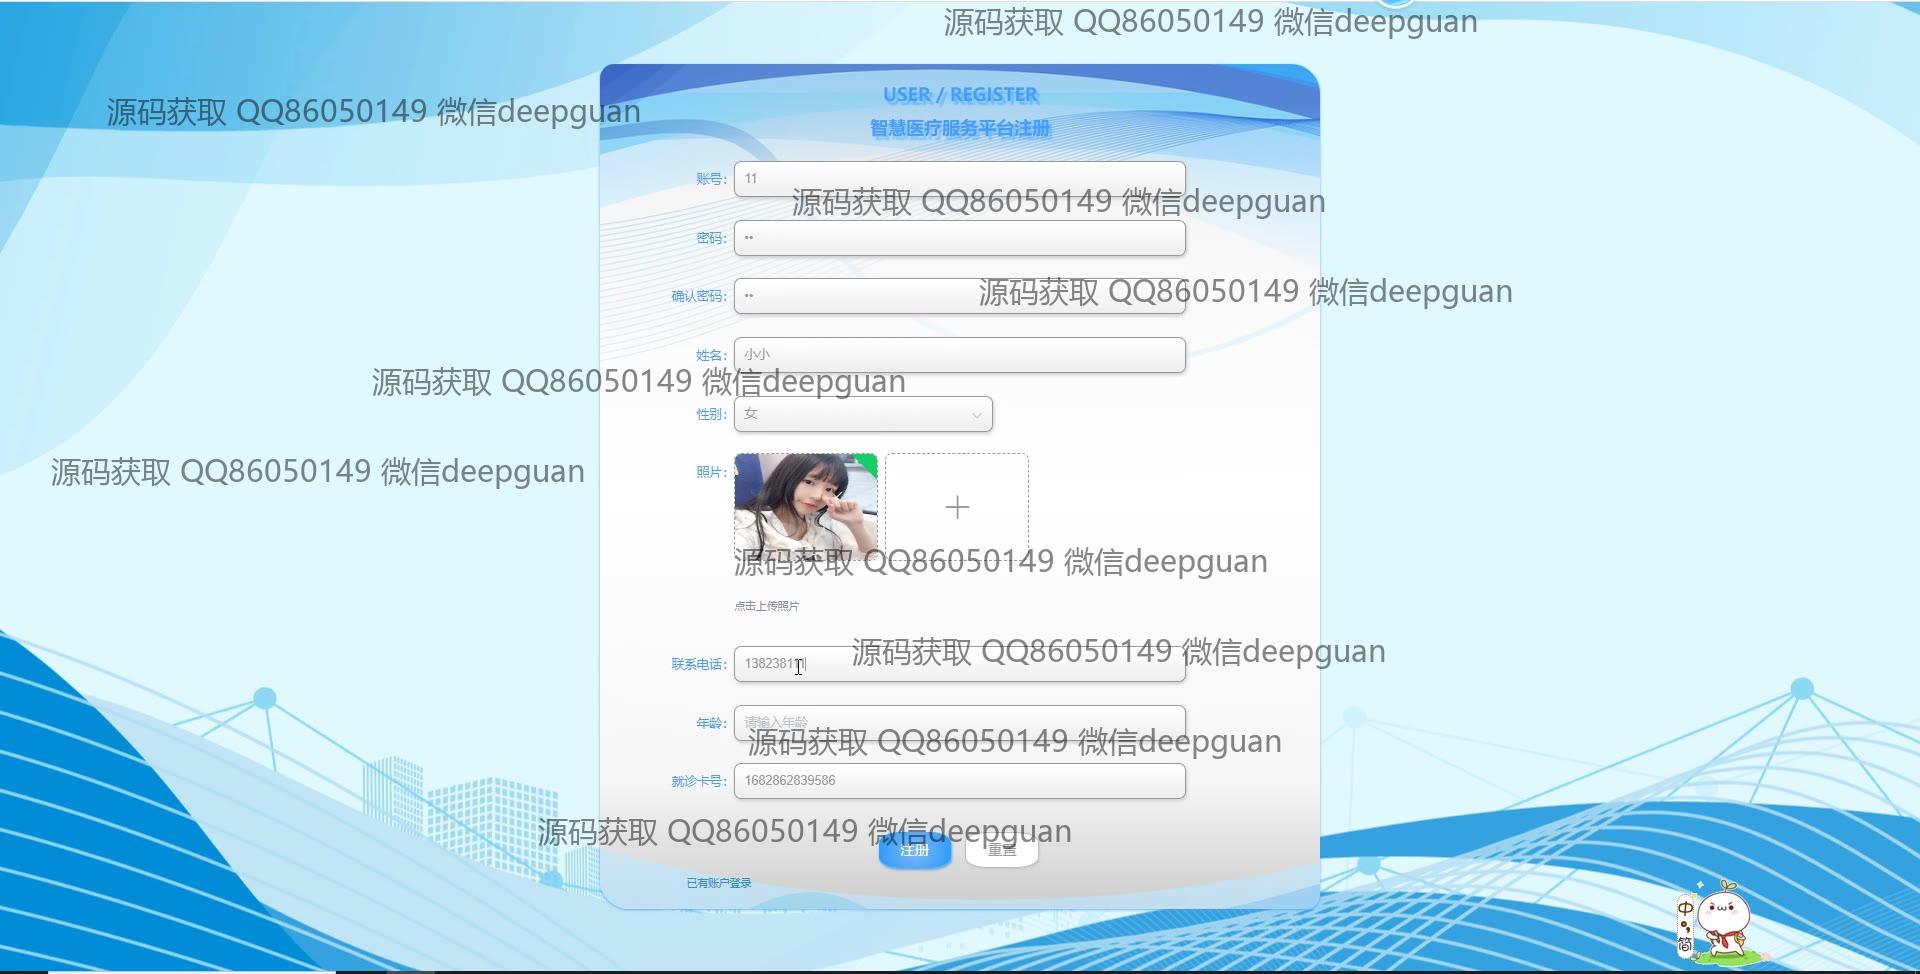 源码获取 QQ86050149 微信deepguan
USER / REGISTER
源码获取 QQ86050149 微信deepguan
智慧医疗服务平台注册
账号: 11
源码获取 QQ86050149 微信deepguan
密码: ••
确认密码: ••
源码获取 QQ86050149 微信deepguan
姓名: 小小
源码获取 QQ86050149 微信deepguan
性别: 女
照片:
源码获取 QQ86050149 微信deepguan
源码获取 QQ86050149 微信deepguan
点击上传照片
源码获取 QQ86050149 微信deepguan
联系电话:
年龄: 请输入年龄
源码获取 QQ86050149 微信deepguan
就诊卡号: 1682862839586
源码获取 QQ86050149 微信deepguan
注册 重置
已有账户登录
中
简